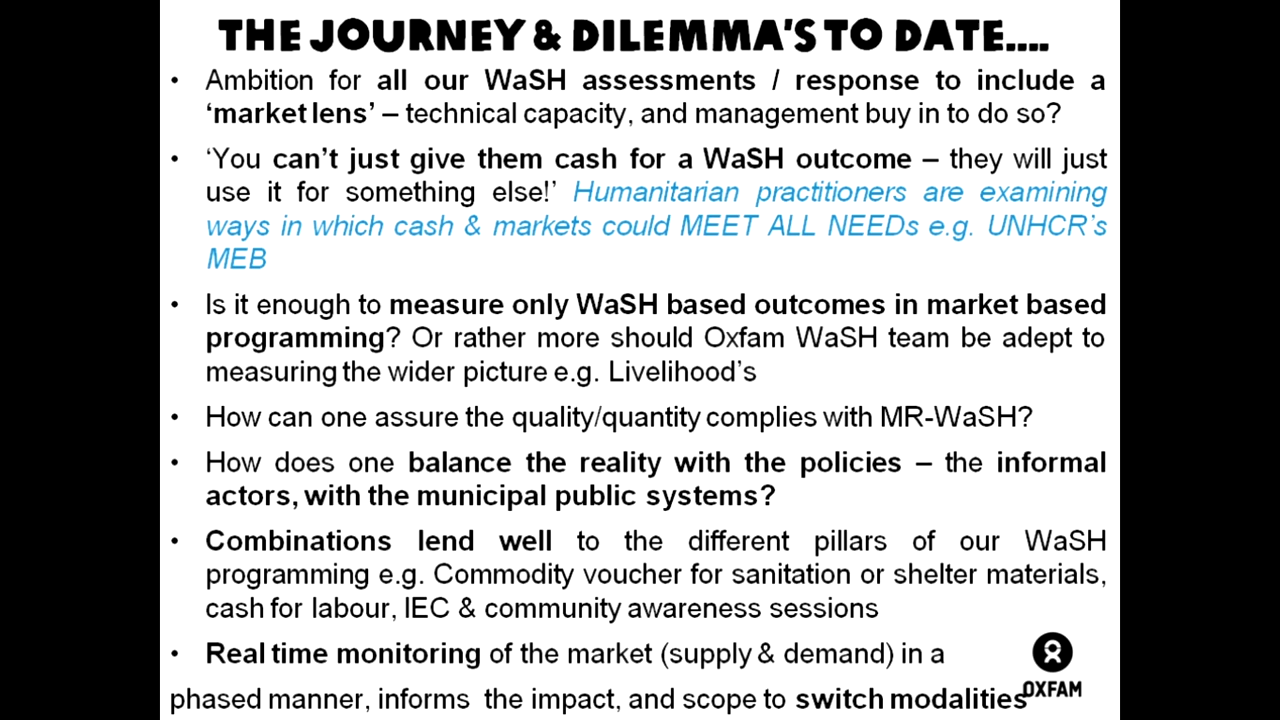 THE JOURNEY & DILEMMA'S TO DATE....
• Ambition for all our WaSH assessments / response to include a
‘market lens’ – technical capacity, and management buy in to do so?
• ‘You can’t just give them cash for a WaSH outcome – they will just
use it for something else!’ Humanitarian practitioners are examining
ways in which cash & markets could MEET ALL NEEDs e.g. UNHCR’s
MEB
• Is it enough to measure only WaSH based outcomes in market based
programming? Or rather more should Oxfam WaSH team be adept to
measuring the wider picture e.g. Livelihood’s
• How can one assure the quality/quantity complies with MR-WaSH?
• How does one balance the reality with the policies – the informal
actors, with the municipal public systems?
• Combinations lend well to the different pillars of our WaSH
programming e.g. Commodity voucher for sanitation or shelter materials,
cash for labour, IEC & community awareness sessions
• Real time monitoring of the market (supply & demand) in a
phased manner, informs the impact, and scope to switch modalities
OXFAM